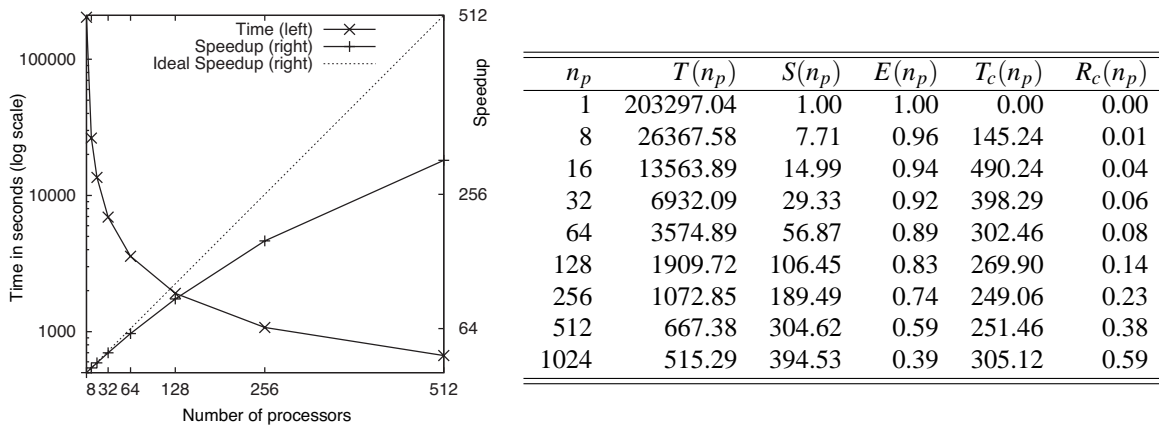 512
Time (left)
Speedup (right)
Ideal Speedup (right)
100000
10000
1000
Time in seconds (log scale)
Speedup
256
64
8 32 64 128 256 512
Number of processors
n_p T(n_p) S(n_p) E(n_p) T_c(n_p) R_c(n_p)
1 203297.04 1.00 1.00 0.00 0.00
8 26367.58 7.71 0.96 145.24 0.01
16 13563.89 14.99 0.94 490.24 0.04
32 6932.09 29.33 0.92 398.29 0.06
64 3574.89 56.87 0.89 302.46 0.08
128 1909.72 106.45 0.83 269.90 0.14
256 1072.85 189.49 0.74 249.06 0.23
512 667.38 304.62 0.59 251.46 0.38
1024 515.29 394.53 0.39 305.12 0.59